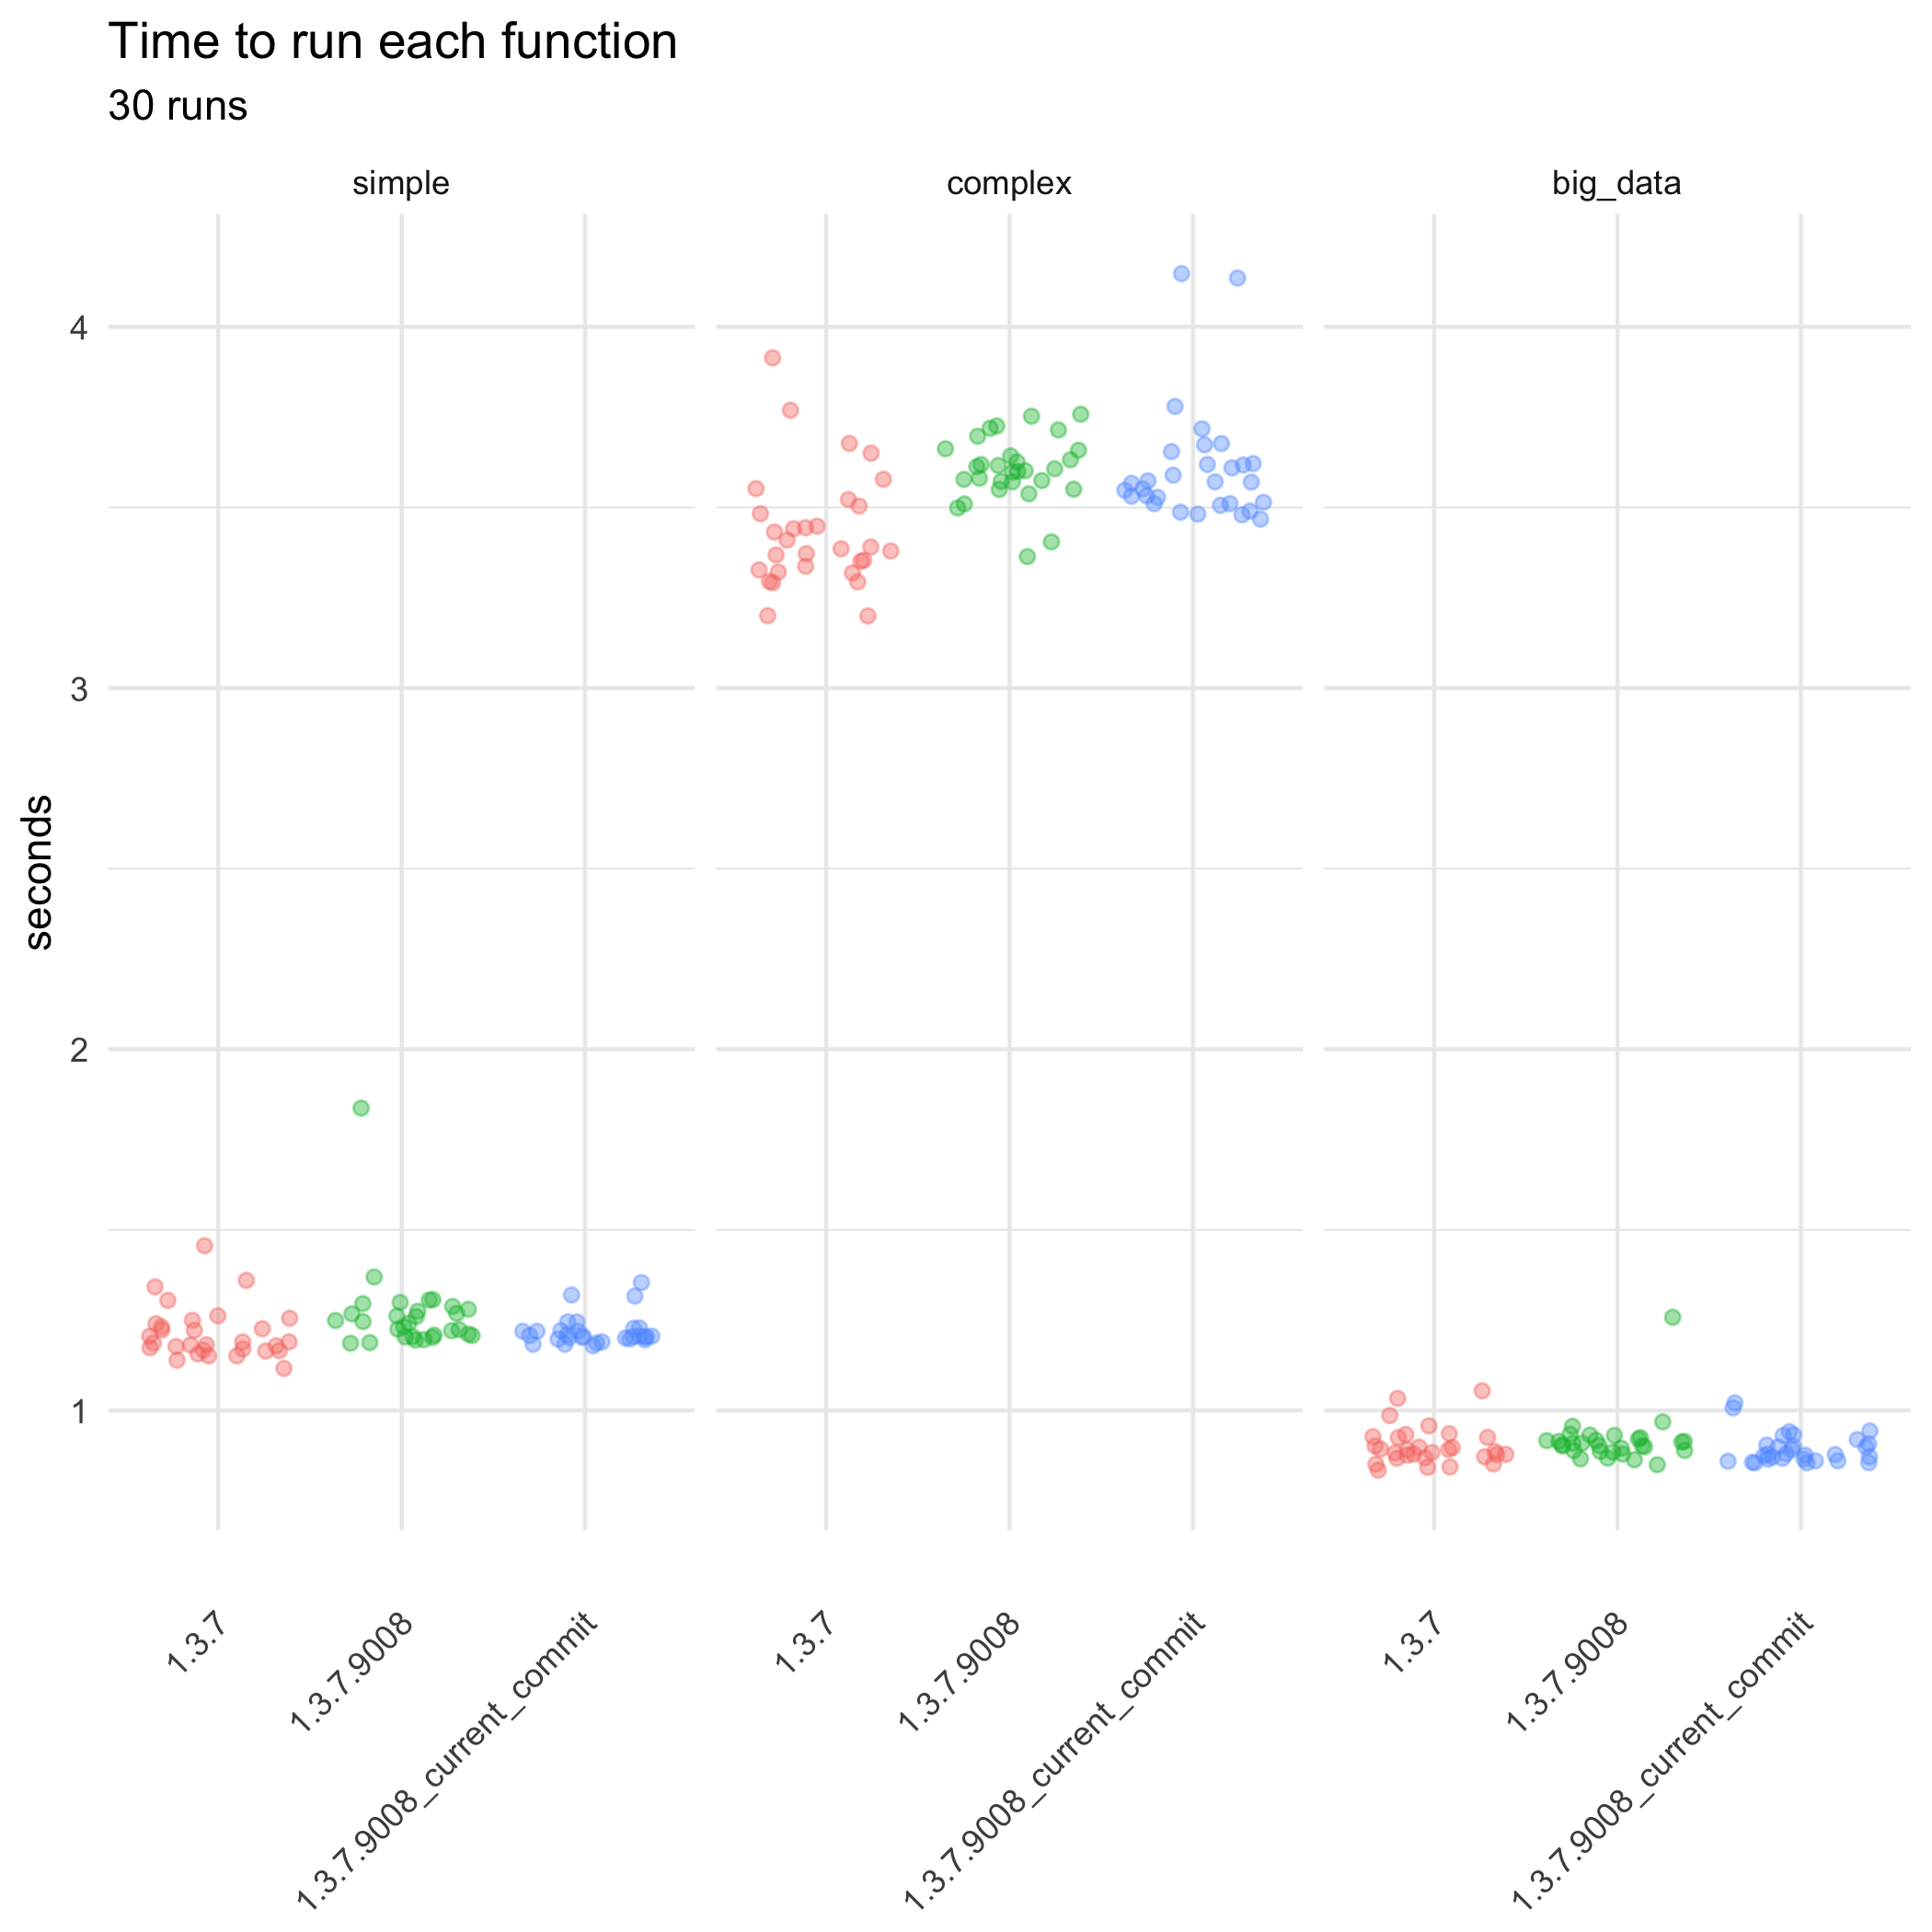 Time to run each function
30 runs
simple
complex
big_data
4
3
2
1
seconds
1.3.7
1.3.7.9008
1.3.7.9008_current_commit
1.3.7
1.3.7.9008
1.3.7.9008_current_commit
1.3.7
1.3.7.9008
1.3.7.9008_current_commit